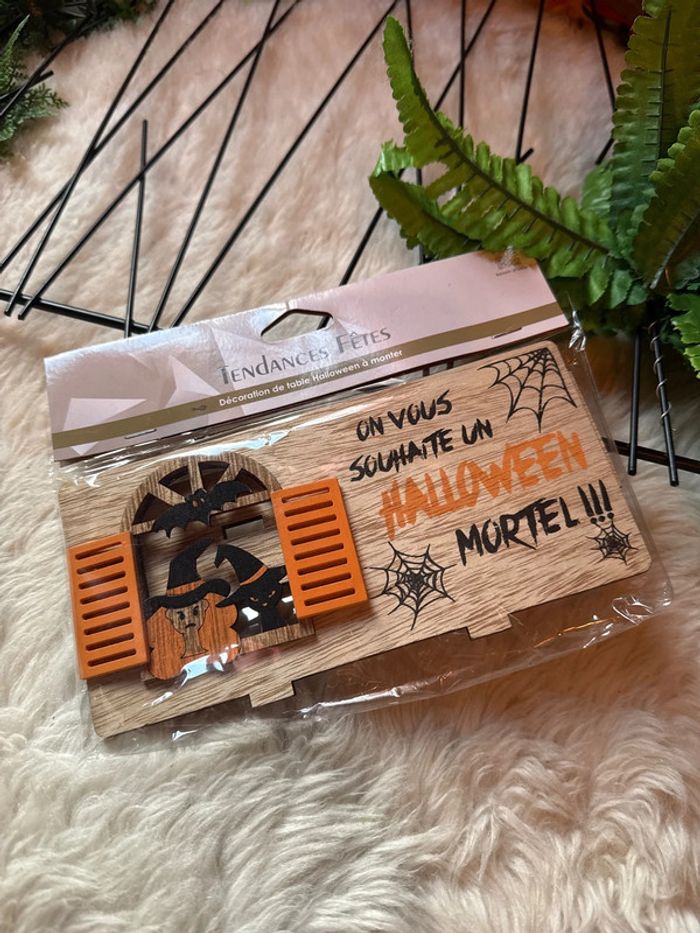 TENDANCES FÊTES
Décoration de table Halloween à monter
ON VOUS
SOUHAITE UN
HALLOWEEN
MORTEL !!!